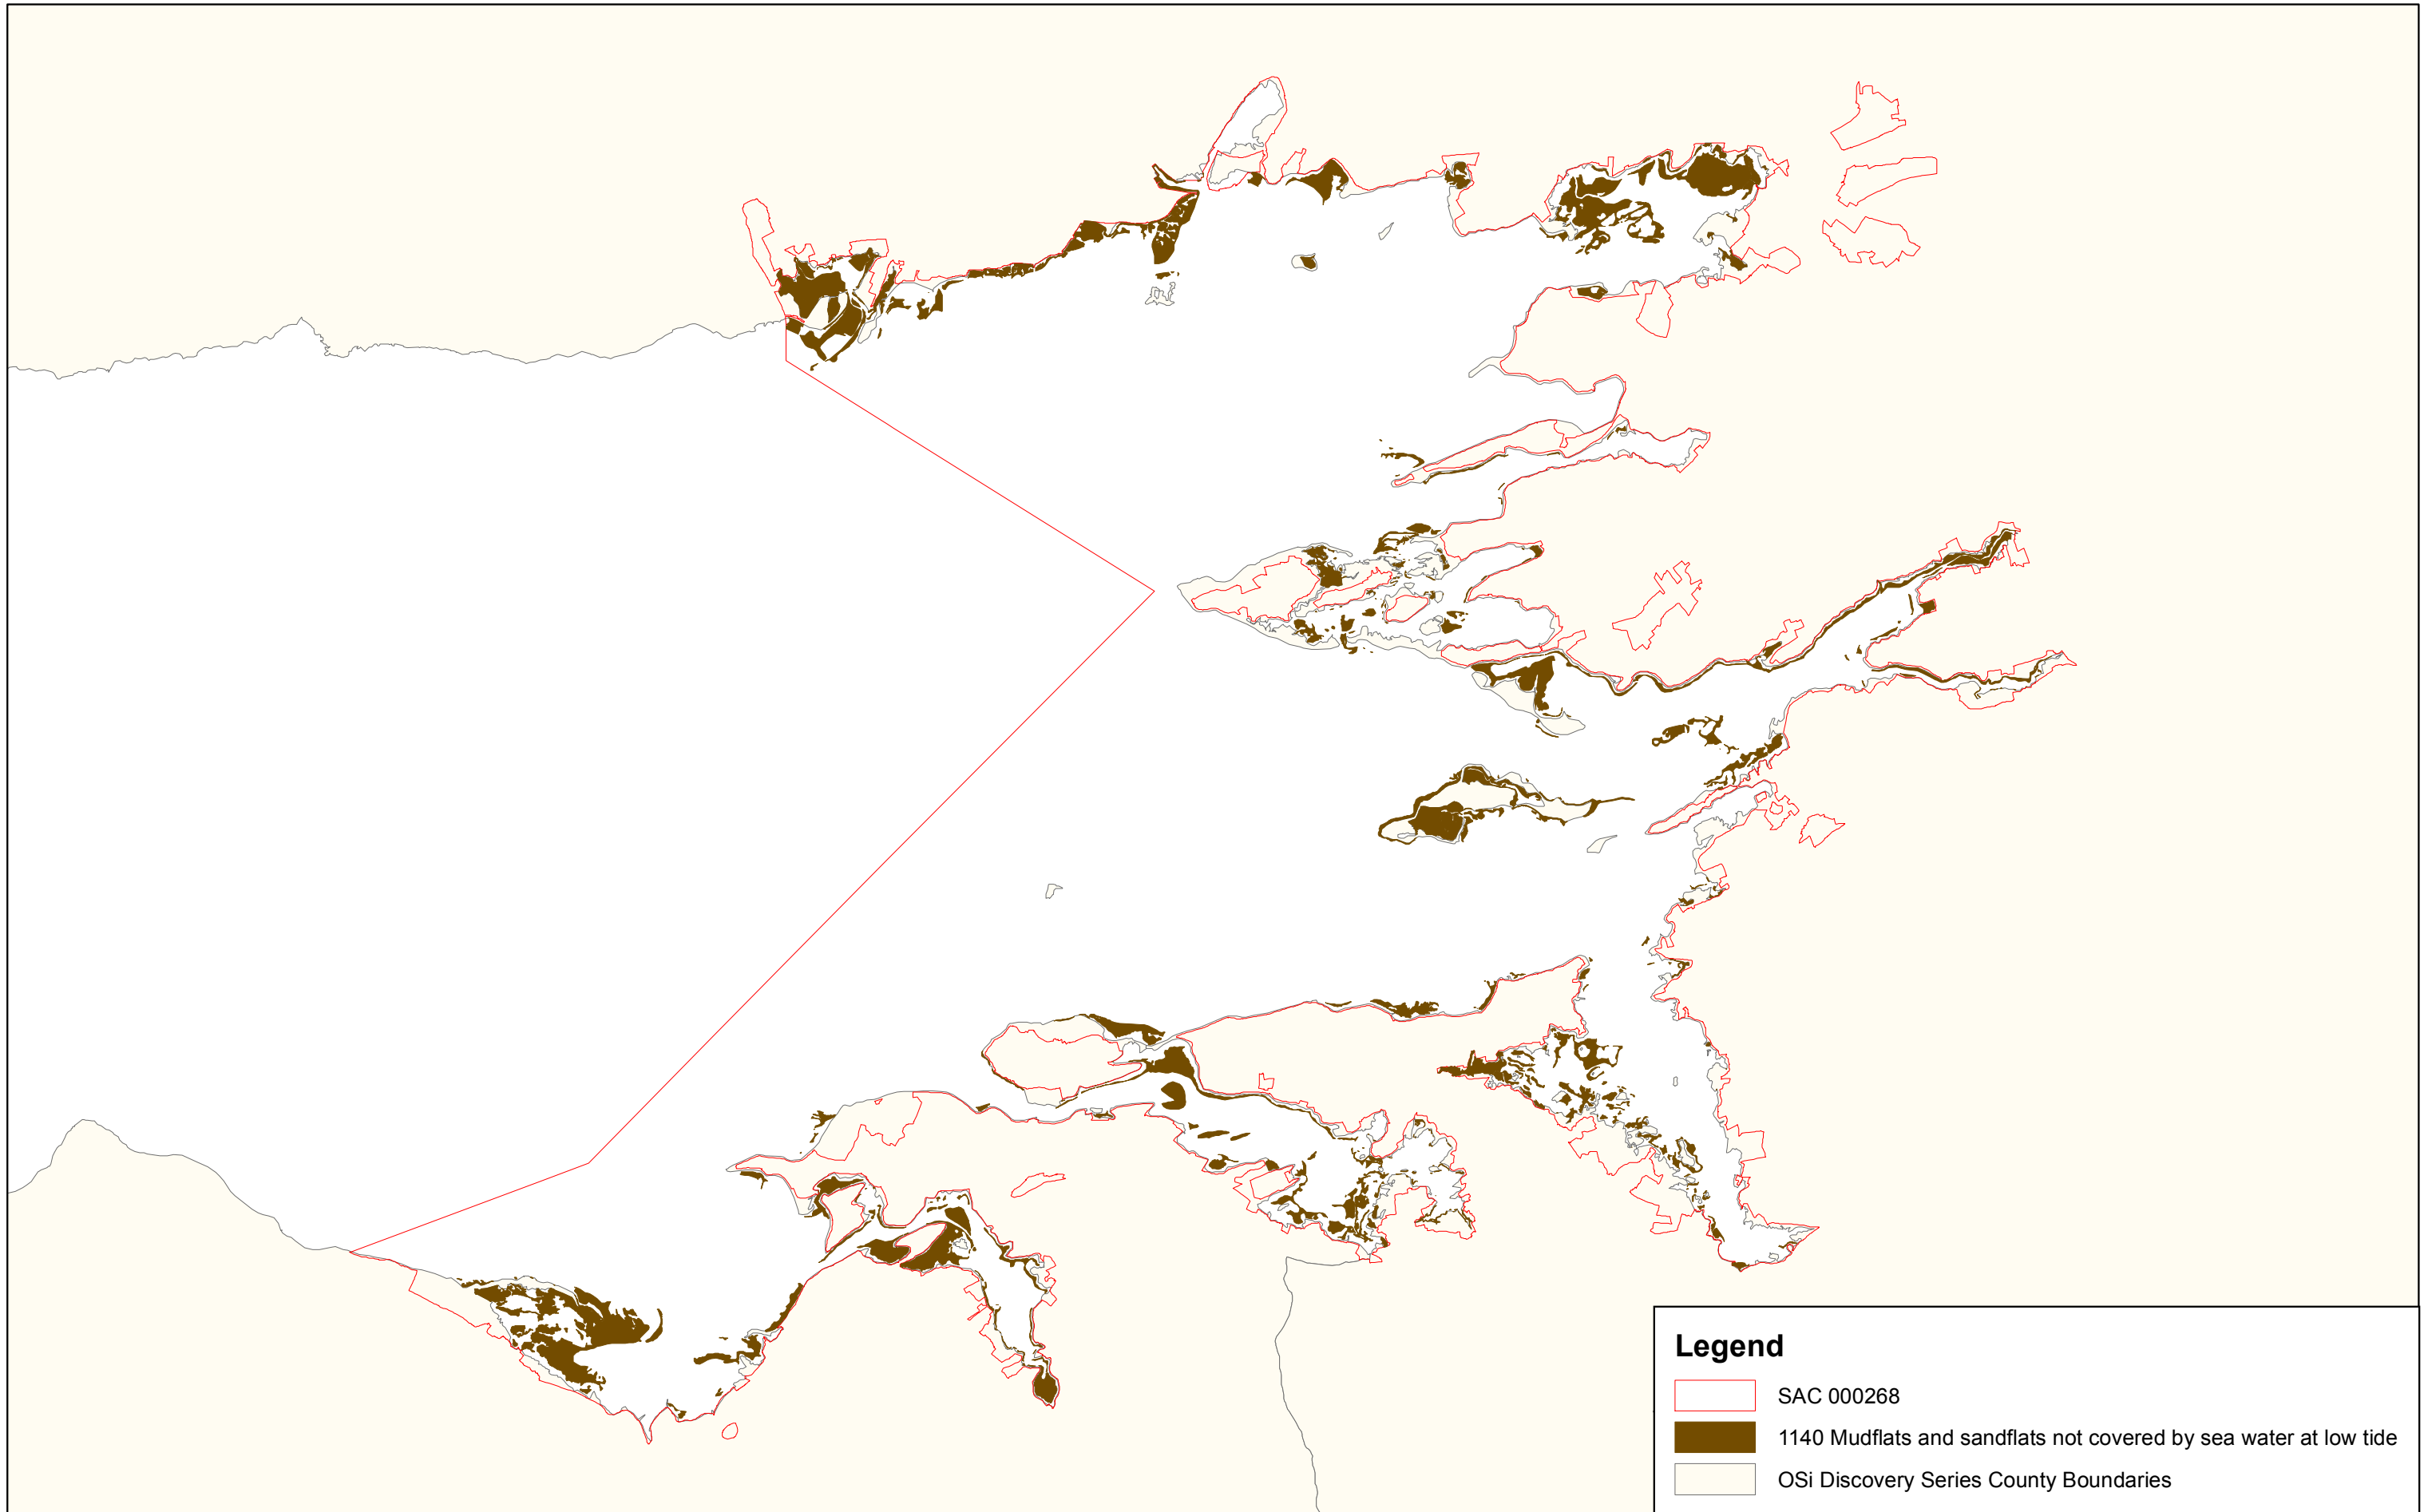 Legend
SAC 000268
1140 Mudflats and sandflats not covered by sea water at low tide
OSi Discovery Series County Boundaries